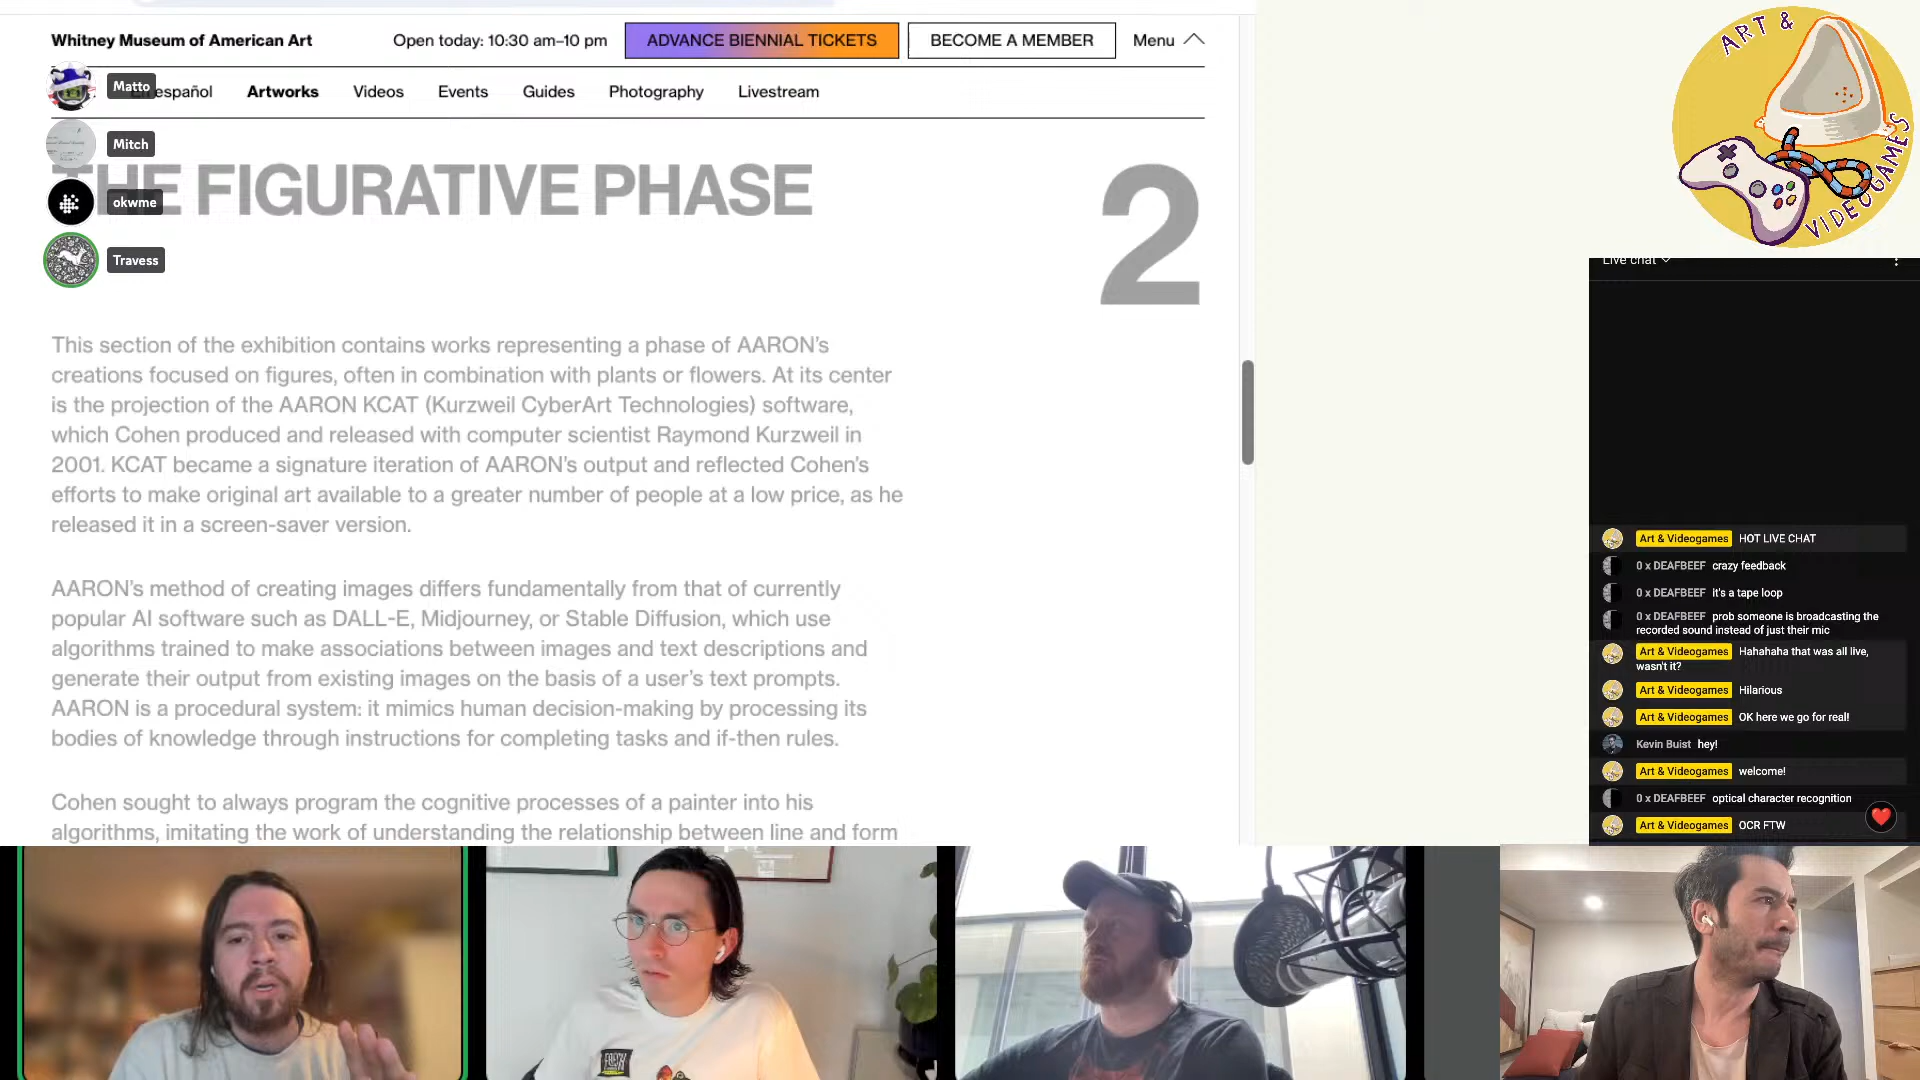 Whitney Museum of American Art
Open today: 10:30 am–10 pm
ADVANCE BIENNIAL TICKETS
BECOME A MEMBER
Menu
En español
Artworks
Videos
Events
Guides
Photography
Livestream
Matto
Mitch
okwme
Travess
THE FIGURATIVE PHASE
2
This section of the exhibition contains works representing a phase of AARON’s
creations focused on figures, often in combination with plants or flowers. At its center
is the projection of the AARON KCAT (Kurzweil CyberArt Technologies) software,
which Cohen produced and released with computer scientist Raymond Kurzweil in
2001. KCAT became a signature iteration of AARON’s output and reflected Cohen’s
efforts to make original art available to a greater number of people at a low price, as he
released it in a screen-saver version.
AARON’s method of creating images differs fundamentally from that of currently
popular AI software such as DALL-E, Midjourney, or Stable Diffusion, which use
algorithms trained to make associations between images and text descriptions and
generate their output from existing images on the basis of a user’s text prompts.
AARON is a procedural system: it mimics human decision-making by processing its
bodies of knowledge through instructions for completing tasks and if-then rules.
Cohen sought to always program the cognitive processes of a painter into his
algorithms, imitating the work of understanding the relationship between line and form
ART &
VIDEOGAMES
Live chat
Art & Videogames HOT LIVE CHAT
0 x DEAFBEEF crazy feedback
0 x DEAFBEEF it's a tape loop
0 x DEAFBEEF prob someone is broadcasting the
recorded sound instead of just their mic
Art & Videogames Hahahaha that was all live,
wasn't it?
Art & Videogames Hilarious
Art & Videogames OK here we go for real!
Kevin Buist hey!
Art & Videogames welcome!
0 x DEAFBEEF optical character recognition
Art & Videogames OCR FTW